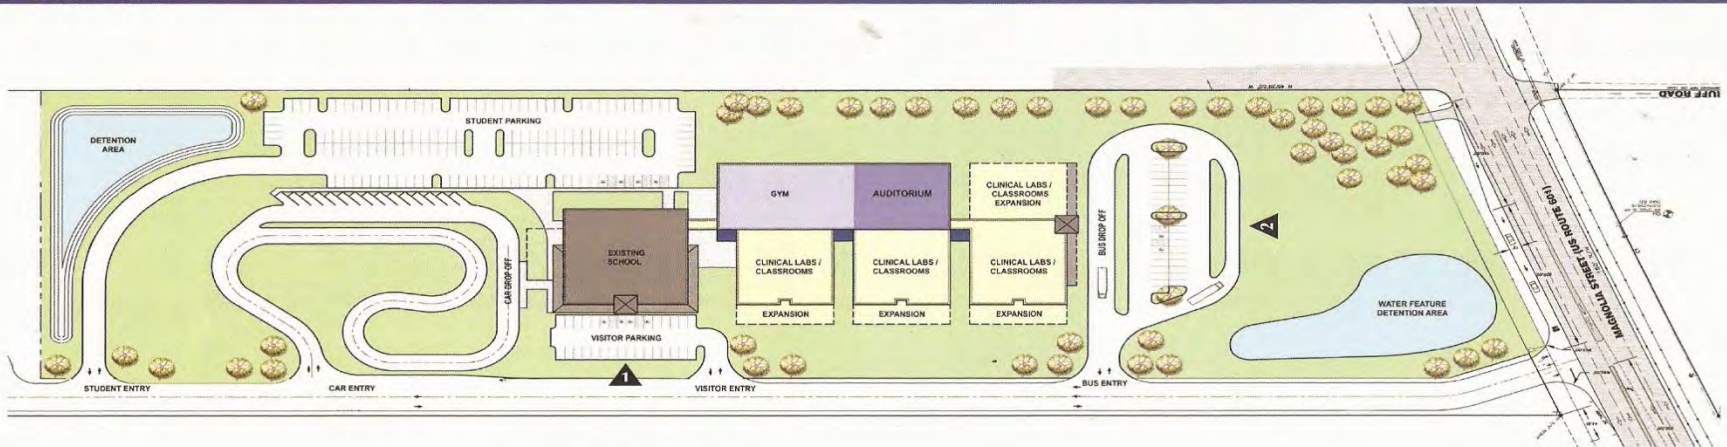 STUDENT PARKING
DETENTION
AREA
GYM
AUDITORIUM
CLINICAL LABS /
CLASSROOMS
EXPANSION
EXISTING
SCHOOL
CLINICAL LABS /
CLASSROOMS
CLINICAL LABS /
CLASSROOMS
CLINICAL LABS /
CLASSROOMS
CAR DROP OFF
BUS DROP OFF
2
EXPANSION
EXPANSION
EXPANSION
WATER FEATURE
DETENTION AREA
VISITOR PARKING
1
STUDENT ENTRY
CAR ENTRY
VISITOR ENTRY
BUS ENTRY
MAGNOLIA STREET (US ROUTE 601)
ROAD